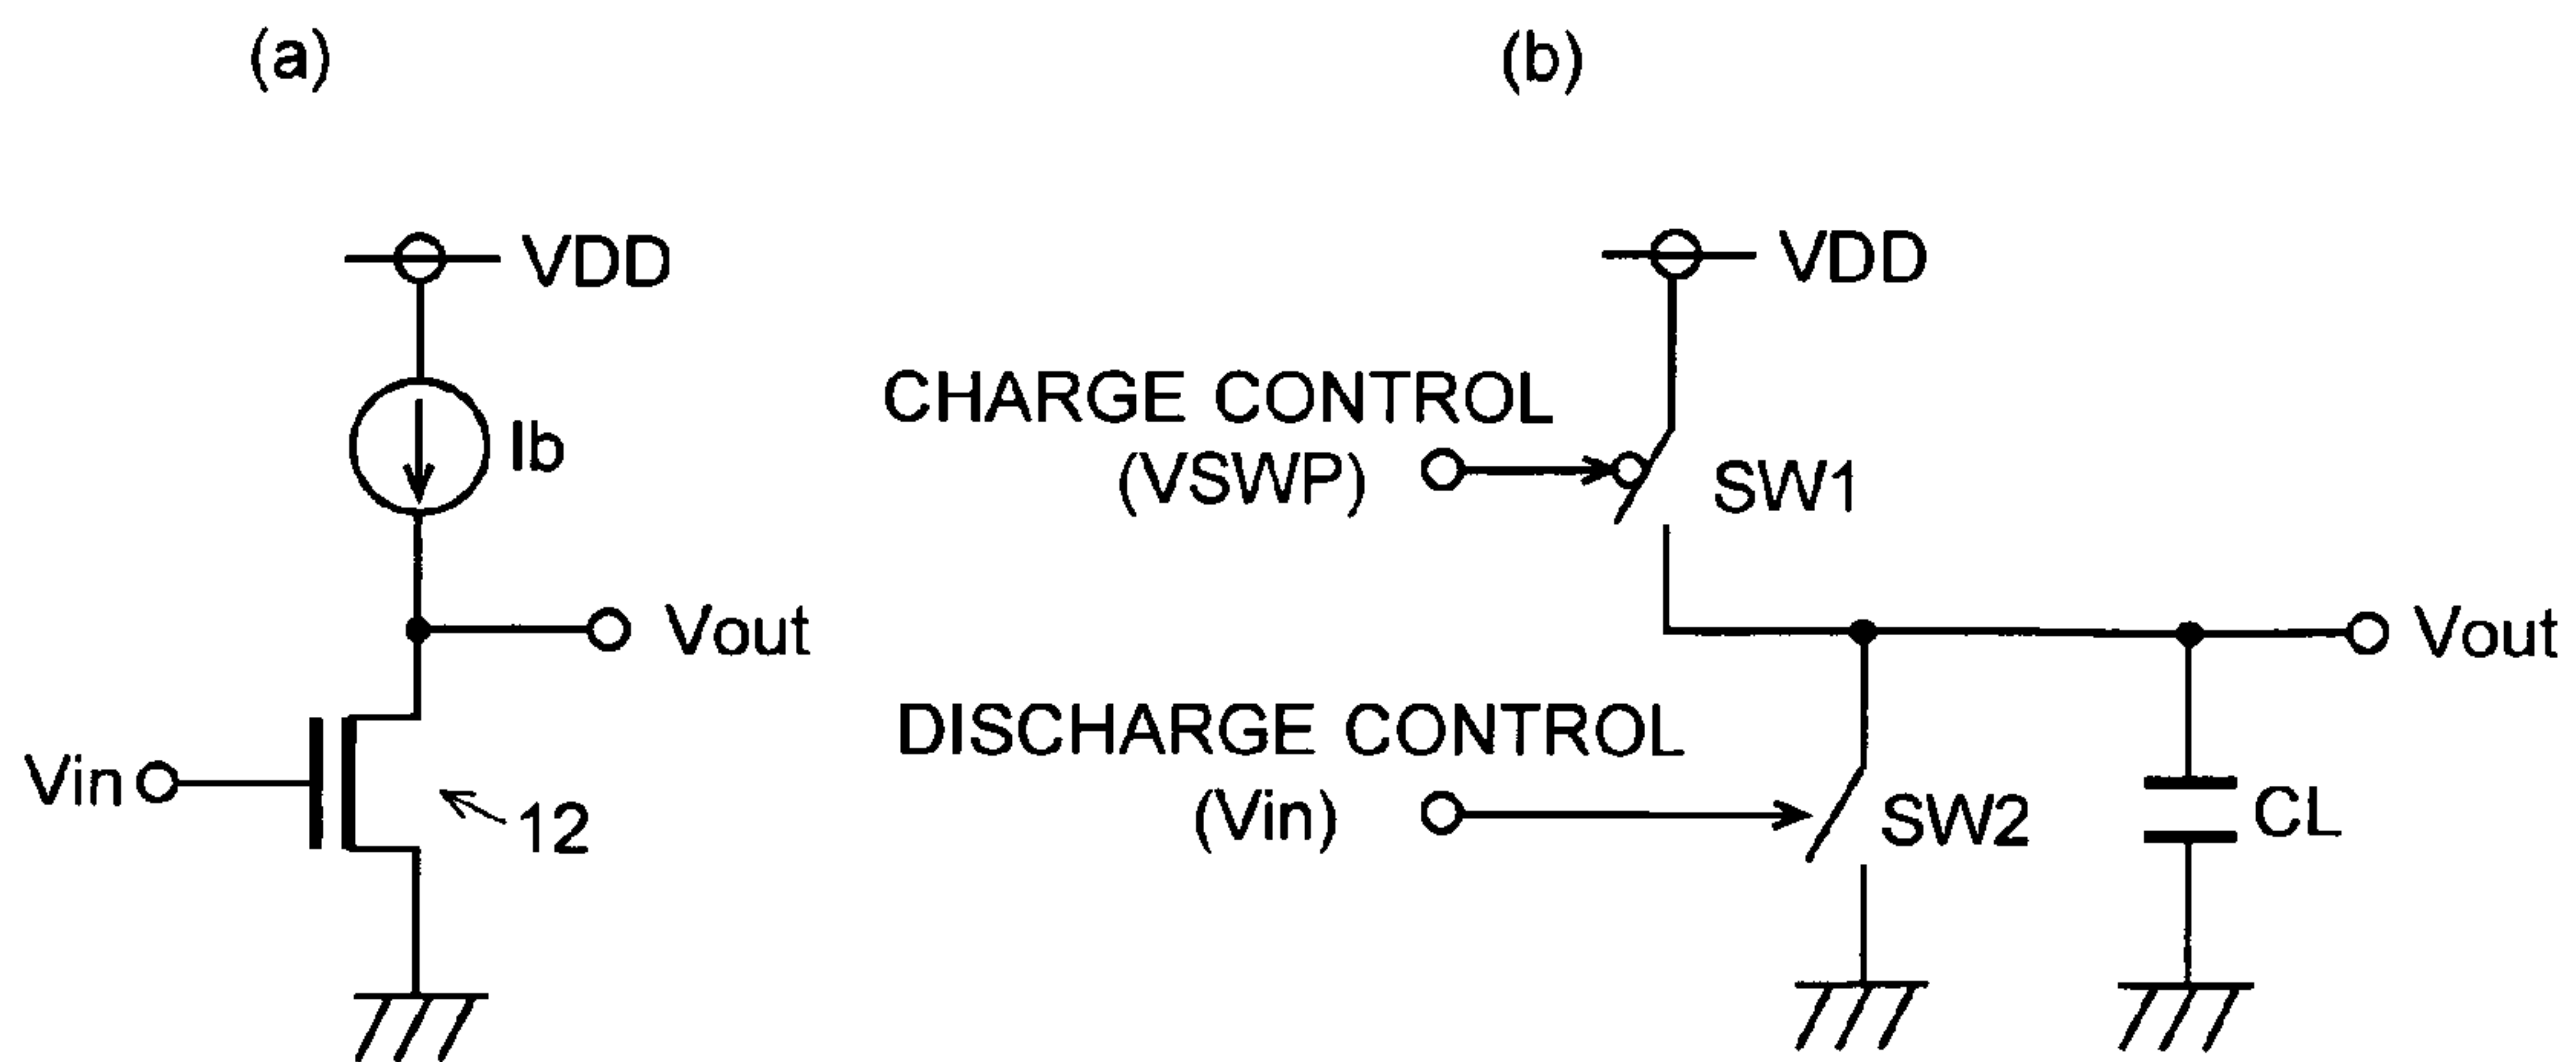 (a)
VDD
Ib
Vout
Vin
12
(b)
VDD
CHARGE CONTROL
(VSWP)
SW1
Vout
DISCHARGE CONTROL
(Vin)
SW2
CL